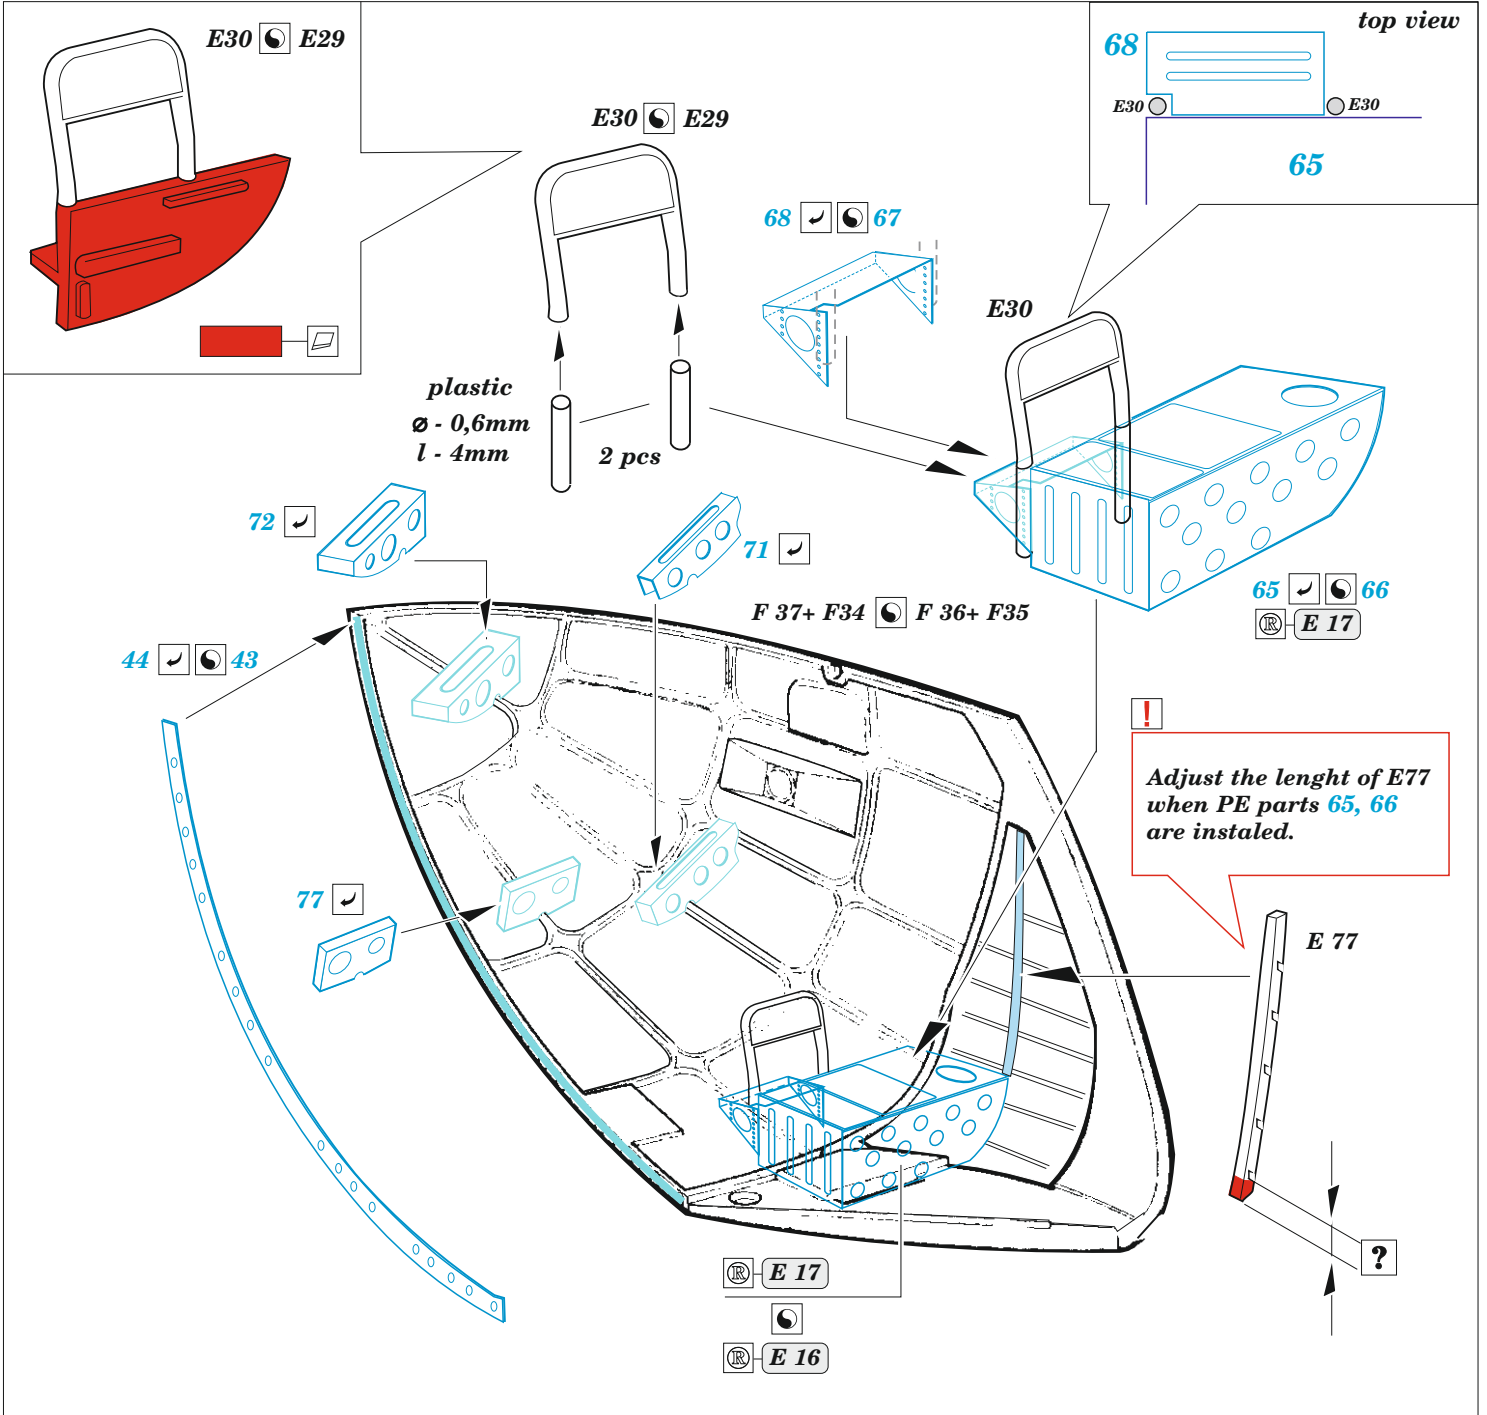 E30 E29
top view
68
E30 E30
65
E30 E29
68 67
E30
plastic
ø - 0,6mm
l - 4mm
2 pcs
72
71
65 66
® E 17
F 37+ F34 F 36+ F35
44 43
!
Adjust the lenght of E77
when PE parts 65, 66
are instaled.
77
E 77
® E 17
?
® E 16